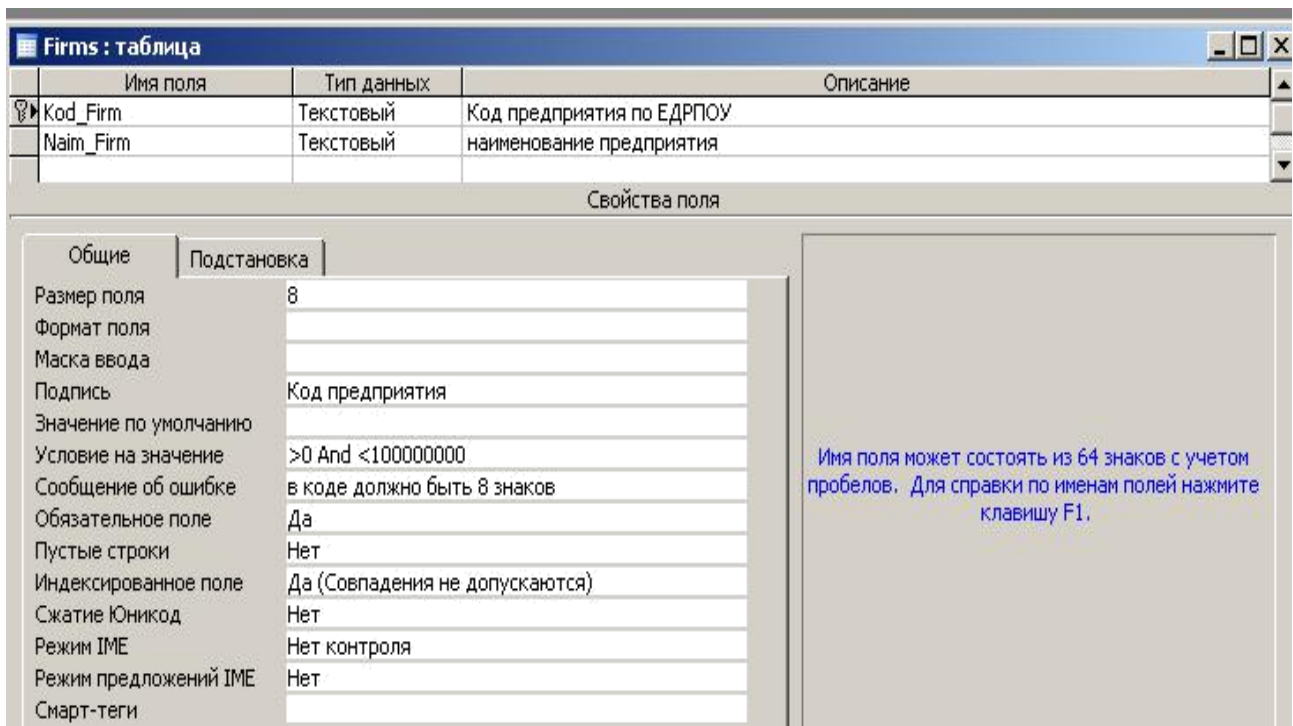 Firms : таблица
Имя поля Тип данных Описание
Kod_Firm Текстовый Код предприятия по ЕДРПОУ
Naim_Firm Текстовый наименование предприятия
Свойства поля
Общие Подстановка
Размер поля 8
Формат поля
Маска ввода
Подпись Код предприятия
Значение по умолчанию
Условие на значение >0 And <100000000
Сообщение об ошибке в коде должно быть 8 знаков
Обязательное поле Да
Пустые строки Нет
Индексированное поле Да (Совпадения не допускаются)
Сжатие Юникод Нет
Режим IME Нет контроля
Режим предложений IME Нет
Смарт-теги
Имя поля может состоять из 64 знаков с учетом
пробелов. Для справки по именам полей нажмите
клавишу F1.